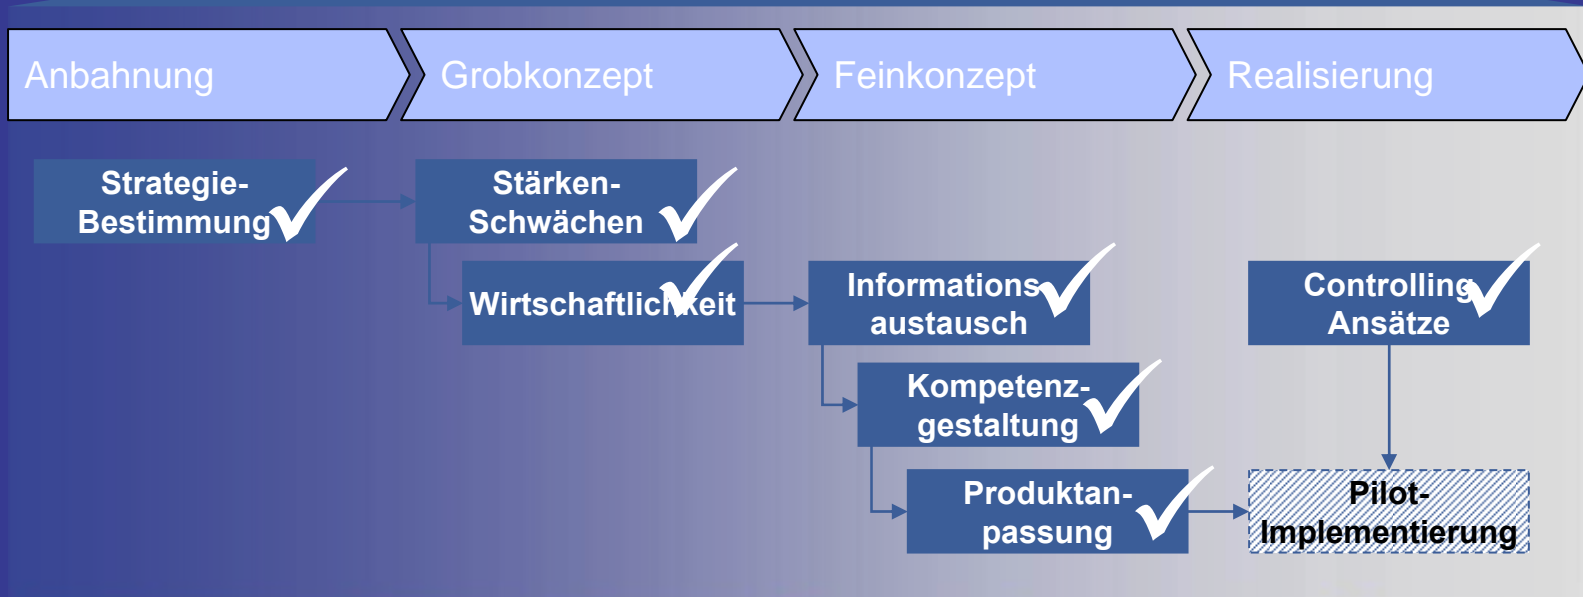 Anbahnung
Grobkonzept
Feinkonzept
Realisierung
Strategie-
Bestimmung
Stärken-
Schwächen
Wirtschaftlichkeit
Informations-
austausch
Controlling
Ansätze
Kompetenz-
gestaltung
Produktan-
passung
Pilot-
Implementierung